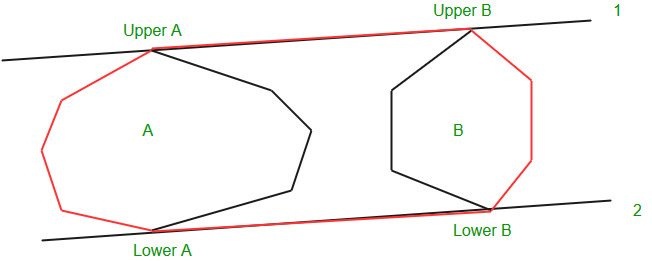 Upper B
1
Upper A
A
B
2
Lower B
Lower A